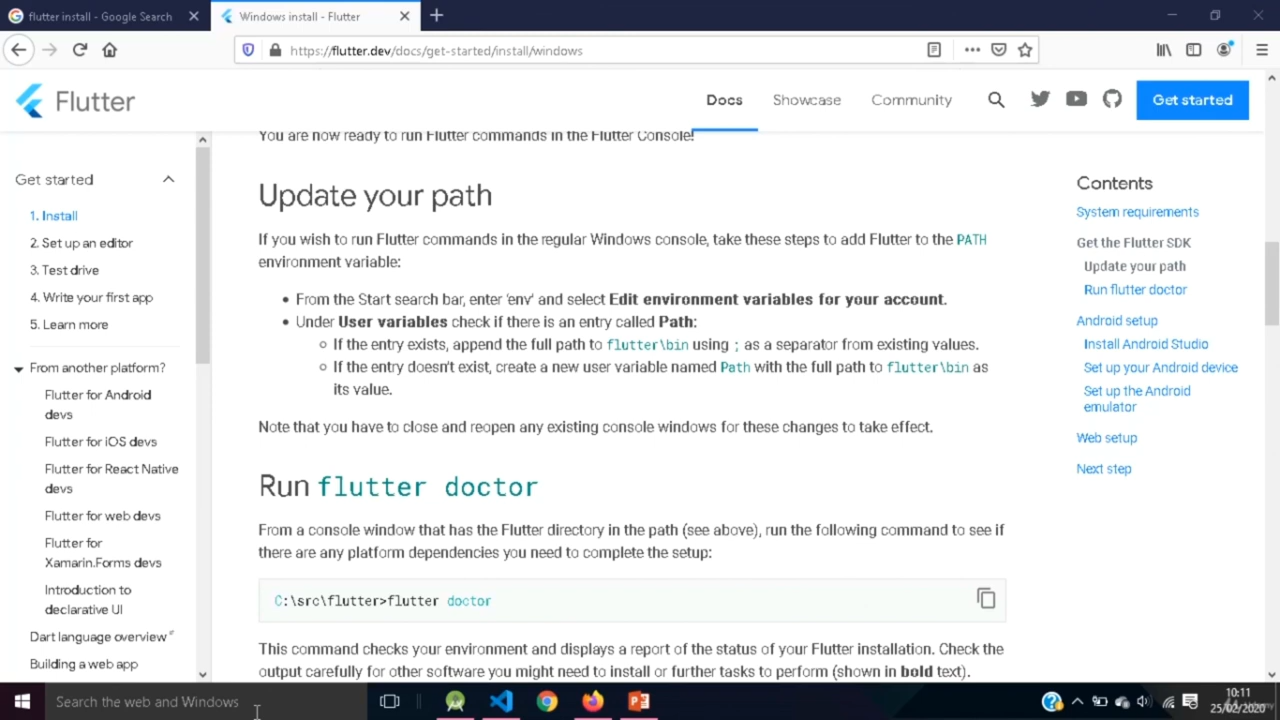 flutter install - Google Search
Windows install - Flutter
https://flutter.dev/docs/get-started/install/windows
Flutter
Docs
Showcase
Community
Get started
Get started
1. Install
2. Set up an editor
3. Test drive
4. Write your first app
5. Learn more
From another platform?
Flutter for Android
devs
Flutter for iOS devs
Flutter for React Native
devs
Flutter for web devs
Flutter for
Xamarin.Forms devs
Introduction to
declarative UI
Dart language overview
Building a web app
You are now ready to run Flutter commands in the Flutter Console!
Update your path
If you wish to run Flutter commands in the regular Windows console, take these steps to add Flutter to the PATH
environment variable:
• From the Start search bar, enter 'env' and select Edit environment variables for your account.
• Under User variables check if there is an entry called Path:
If the entry exists, append the full path to flutter\bin using ; as a separator from existing values.
If the entry doesn't exist, create a new user variable named Path with the full path to flutter\bin as
its value.
Note that you have to close and reopen any existing console windows for these changes to take effect.
Run flutter doctor
From a console window that has the Flutter directory in the path (see above), run the following command to see if
there are any platform dependencies you need to complete the setup:
C:\src\flutter>flutter doctor
This command checks your environment and displays a report of the status of your Flutter installation. Check the
output carefully for other software you might need to install or further tasks to perform (shown in bold text).
Contents
System requirements
Get the Flutter SDK
Update your path
Run flutter doctor
Android setup
Install Android Studio
Set up your Android device
Set up the Android
emulator
Web setup
Next step
Search the web and Windows
10:11
25/02/2020